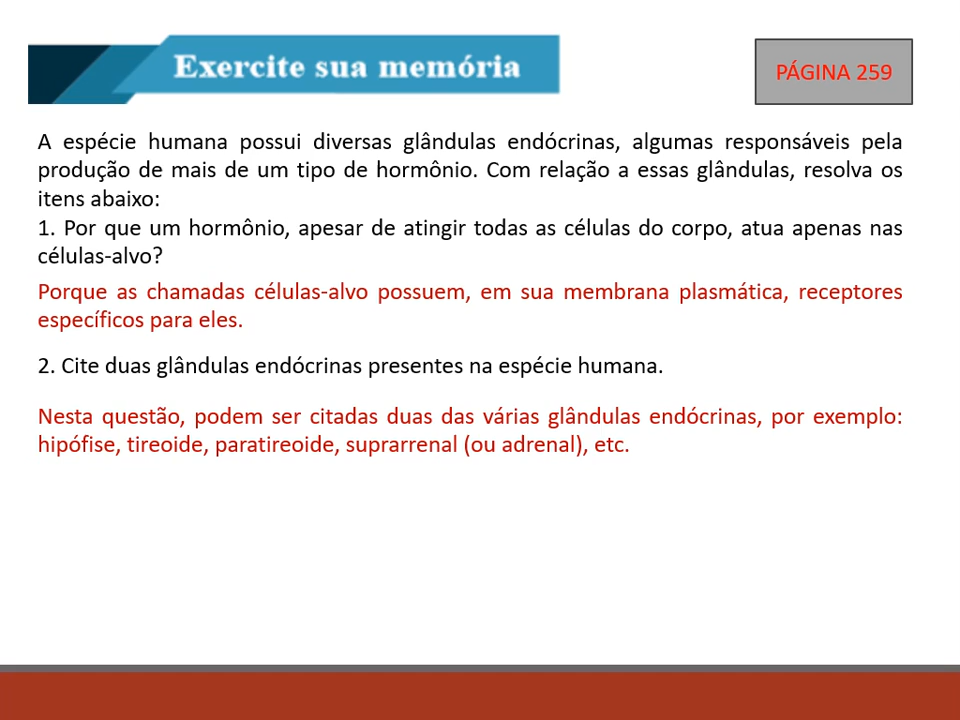 Exercite sua memória
PÁGINA 259
A espécie humana possui diversas glândulas endócrinas, algumas responsáveis pela
produção de mais de um tipo de hormônio. Com relação a essas glândulas, resolva os
itens abaixo:
1. Por que um hormônio, apesar de atingir todas as células do corpo, atua apenas nas
células-alvo?
Porque as chamadas células-alvo possuem, em sua membrana plasmática, receptores
específicos para eles.
2. Cite duas glândulas endócrinas presentes na espécie humana.
Nesta questão, podem ser citadas duas das várias glândulas endócrinas, por exemplo:
hipófise, tireoide, paratireoide, suprarrenal (ou adrenal), etc.